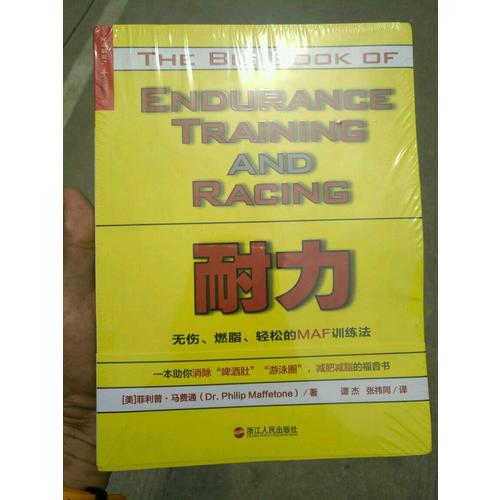 THE BIG BOOK OF
ENDURANCE
TRAINING
AND
RACING
耐力
无伤、燃脂、轻松的MAF训练法
一本助你消除“啤酒肚”“游泳圈”，减肥减脂的福音书
[美]菲利普·马费通（Dr. Philip Maffetone）/著
谭杰 张祎同/译
浙江人民出版社